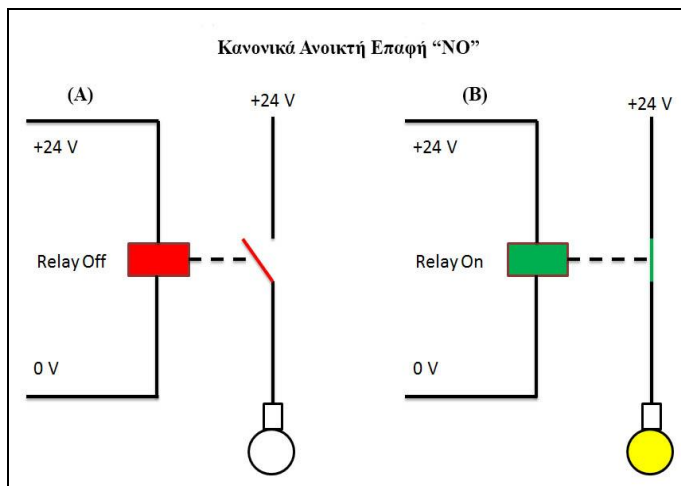 Κανονικά Ανοικτή Επαφή “NO”
(A)
+24 V
+24 V
Relay Off
0 V
(B)
+24 V
+24 V
Relay On
0 V